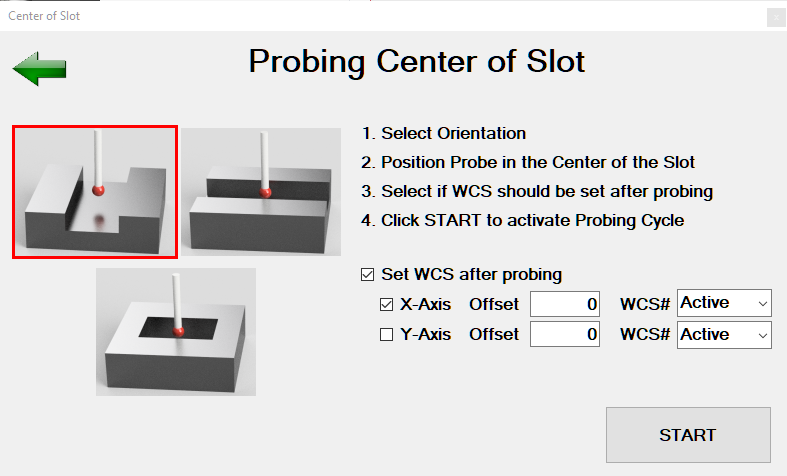 Center of Slot
Probing Center of Slot
1. Select Orientation
2. Position Probe in the Center of the Slot
3. Select if WCS should be set after probing
4. Click START to activate Probing Cycle
Set WCS after probing
X-Axis Offset 0 WCS# Active
Y-Axis Offset 0 WCS# Active
START